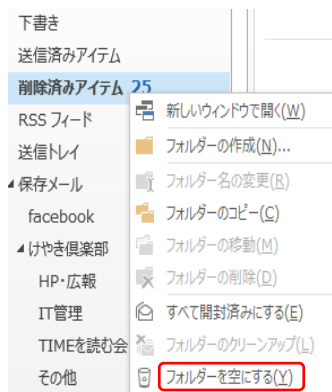 下書き
送信済みアイテム
削除済みアイテム 25
RSS フィード
送信トレイ
保存メール
facebook
けやき倶楽部
HP・広報
IT管理
TIMEを読む会
その他
新しいウィンドウで開く(W)
フォルダーの作成(N)...
フォルダー名の変更(R)
フォルダーのコピー(C)
フォルダーの移動(M)
フォルダーの削除(D)
すべて開封済みにする(E)
フォルダーのクリーンアップ(L)
フォルダーを空にする(Y)